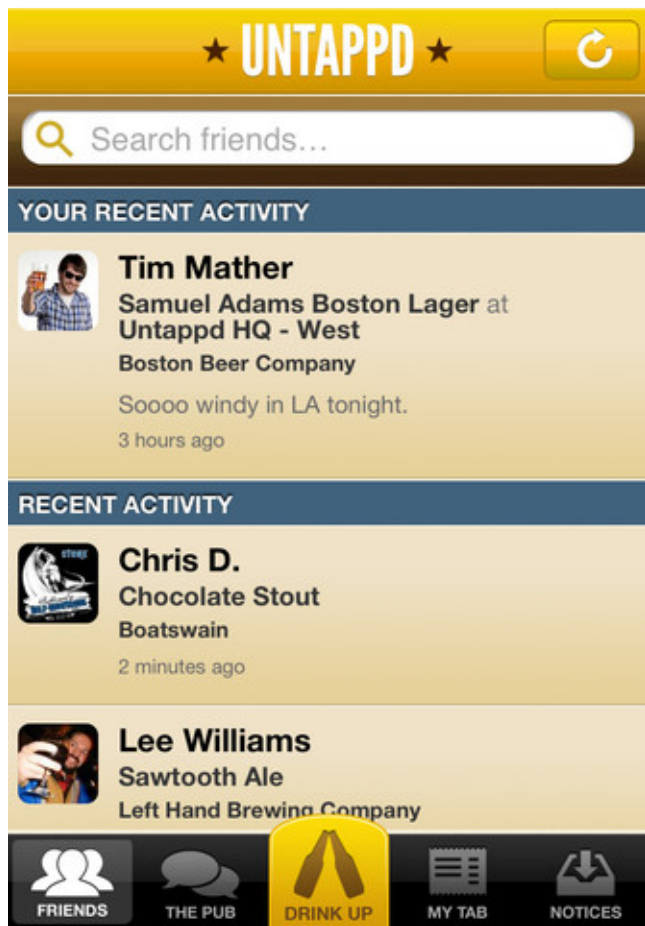 UNTAPPD
Search friends...
YOUR RECENT ACTIVITY
Tim Mather
Samuel Adams Boston Lager at
Untappd HQ - West
Boston Beer Company
Soooo windy in LA tonight.
3 hours ago
RECENT ACTIVITY
Chris D.
Chocolate Stout
Boatswain
2 minutes ago
Lee Williams
Sawtooth Ale
Left Hand Brewing Company
FRIENDS
THE PUB
DRINK UP
MY TAB
NOTICES